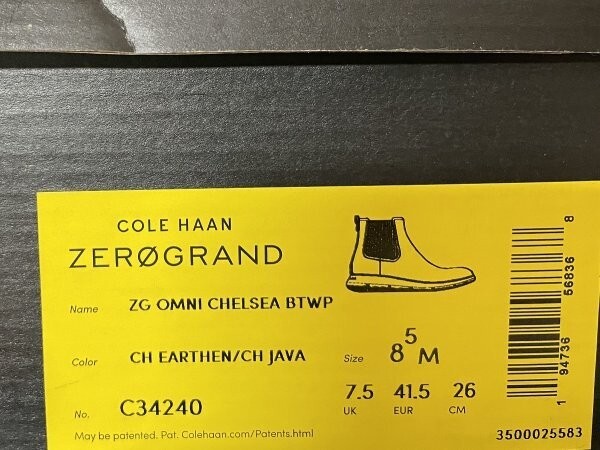 COLE HAAN
ZERØGRAND
Name ZG OMNI CHELSEA BTWP
Color CH EARTHEN/CH JAVA
Size 8 5 M
7.5 41.5 26
UK EUR CM
No. C34240
May be patented. Pat. Colehaan.com/Patents.html
1 94736 56836 8
3500025583